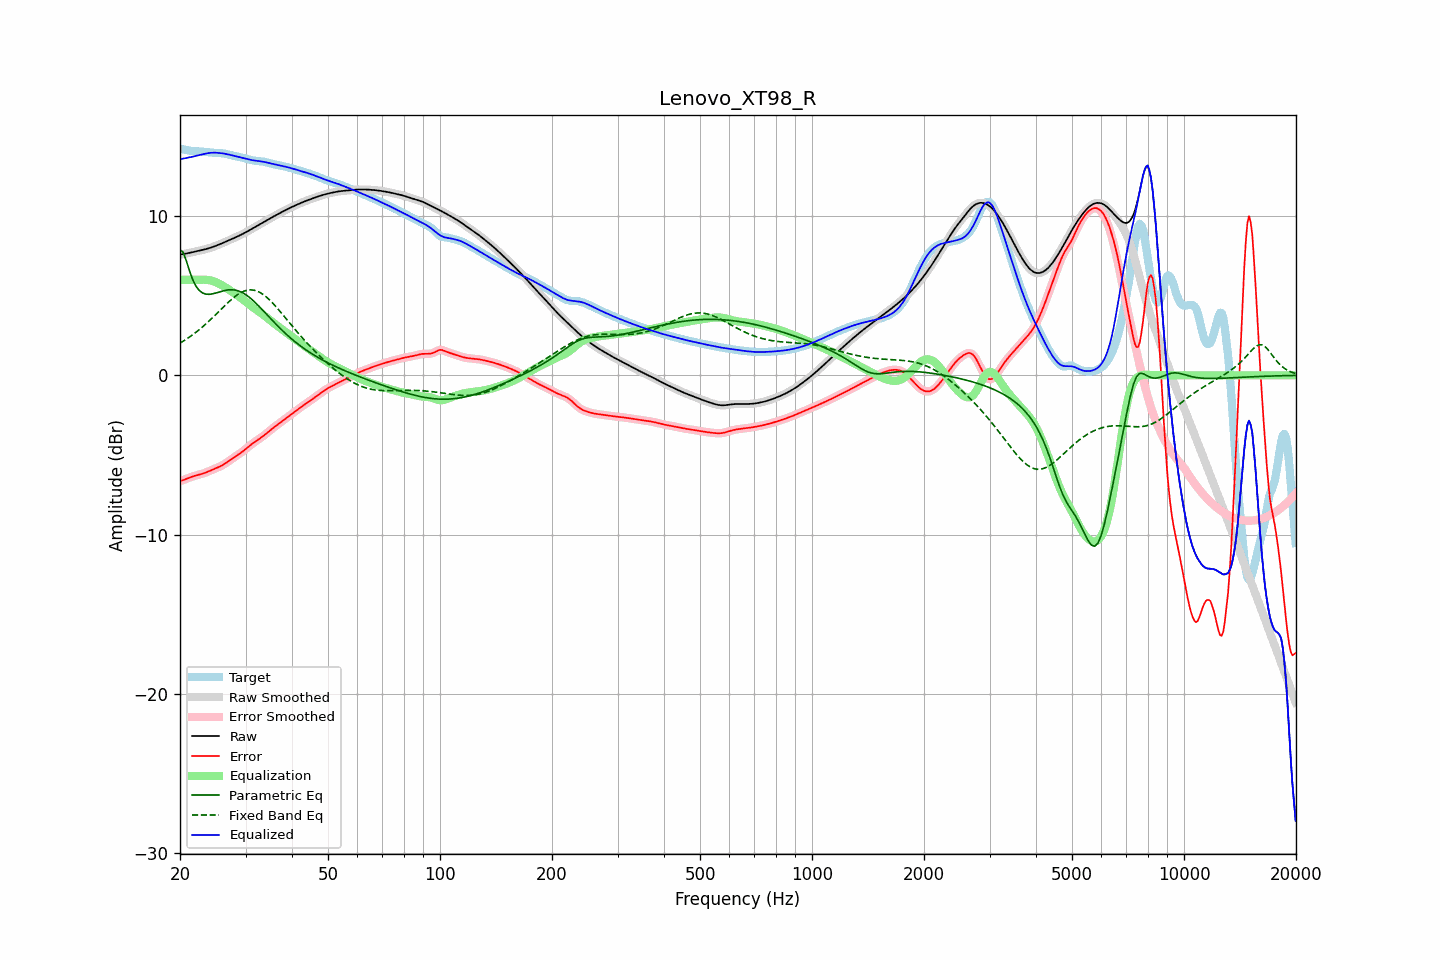 Lenovo_XT98_R
Amplitude (dBr)
10
0
−10
−20
−30
Target
Raw Smoothed
Error Smoothed
Raw
Error
Equalization
Parametric Eq
Fixed Band Eq
Equalized
20 50 100 200 500 1000 2000 5000 10000 20000
Frequency (Hz)